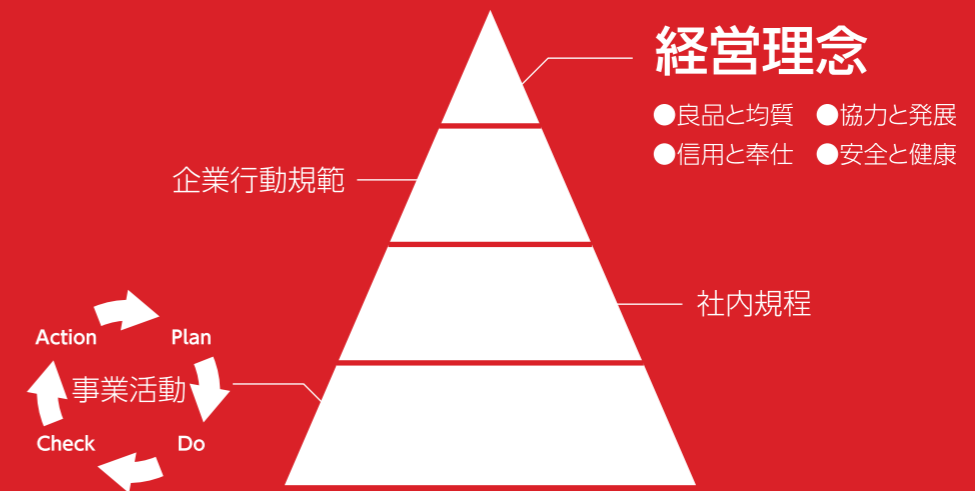 経営理念
●良品と均質 ●協力と発展
●信用と奉仕 ●安全と健康
企業行動規範
社内規程
事業活動
Action
Plan
Check
Do